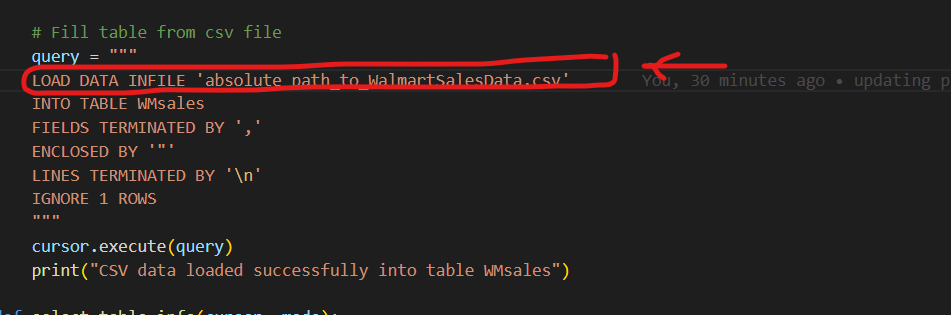 # Fill table from csv file
query = """
LOAD DATA INFILE 'absolute_path_to_WalmartSalesData.csv' You, 30 minutes ago • updating p
INTO TABLE WMsales
FIELDS TERMINATED BY ','
ENCLOSED BY '"'
LINES TERMINATED BY '\n'
IGNORE 1 ROWS
"""
cursor.execute(query)
print("CSV data loaded successfully into table WMsales")